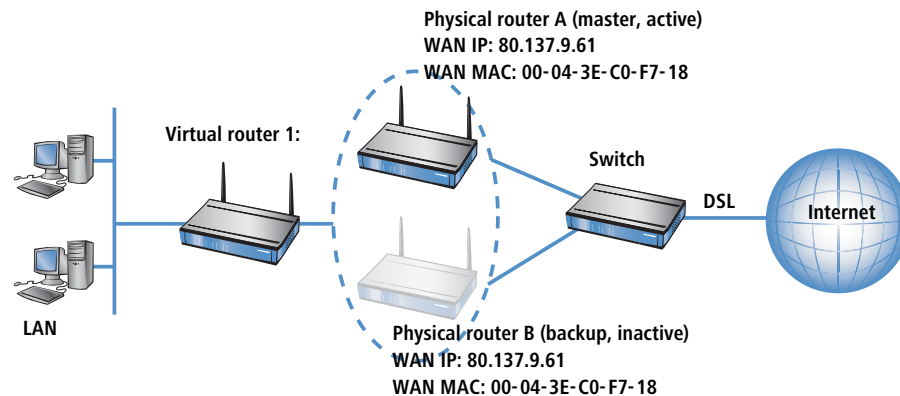 Physical router A (master, active)
WAN IP: 80.137.9.61
WAN MAC: 00-04-3E-C0-F7-18
Virtual router 1:
Switch
DSL
Internet
LAN
Physical router B (backup, inactive)
WAN IP: 80.137.9.61
WAN MAC: 00-04-3E-C0-F7-18